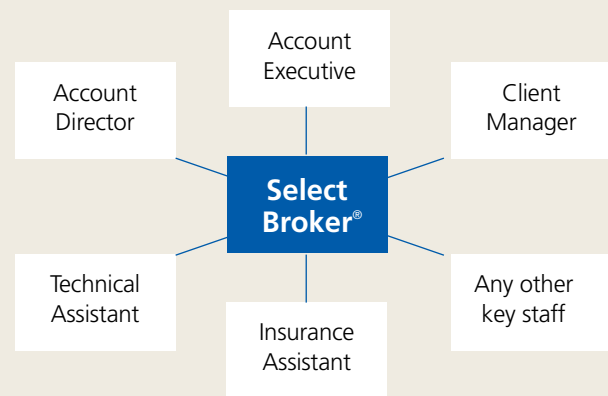 Account
Executive
Account
Director
Client
Manager
Select
Broker®
Technical
Assistant
Any other
key staff
Insurance
Assistant